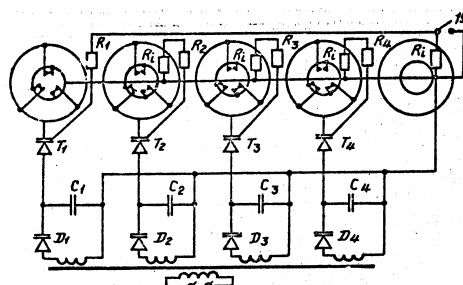 R1 Ri R2 Ri R3 Ri R4 Ri
T1 T2 T3 T4
C1 C2 C3 C4
D1 D2 D3 D4